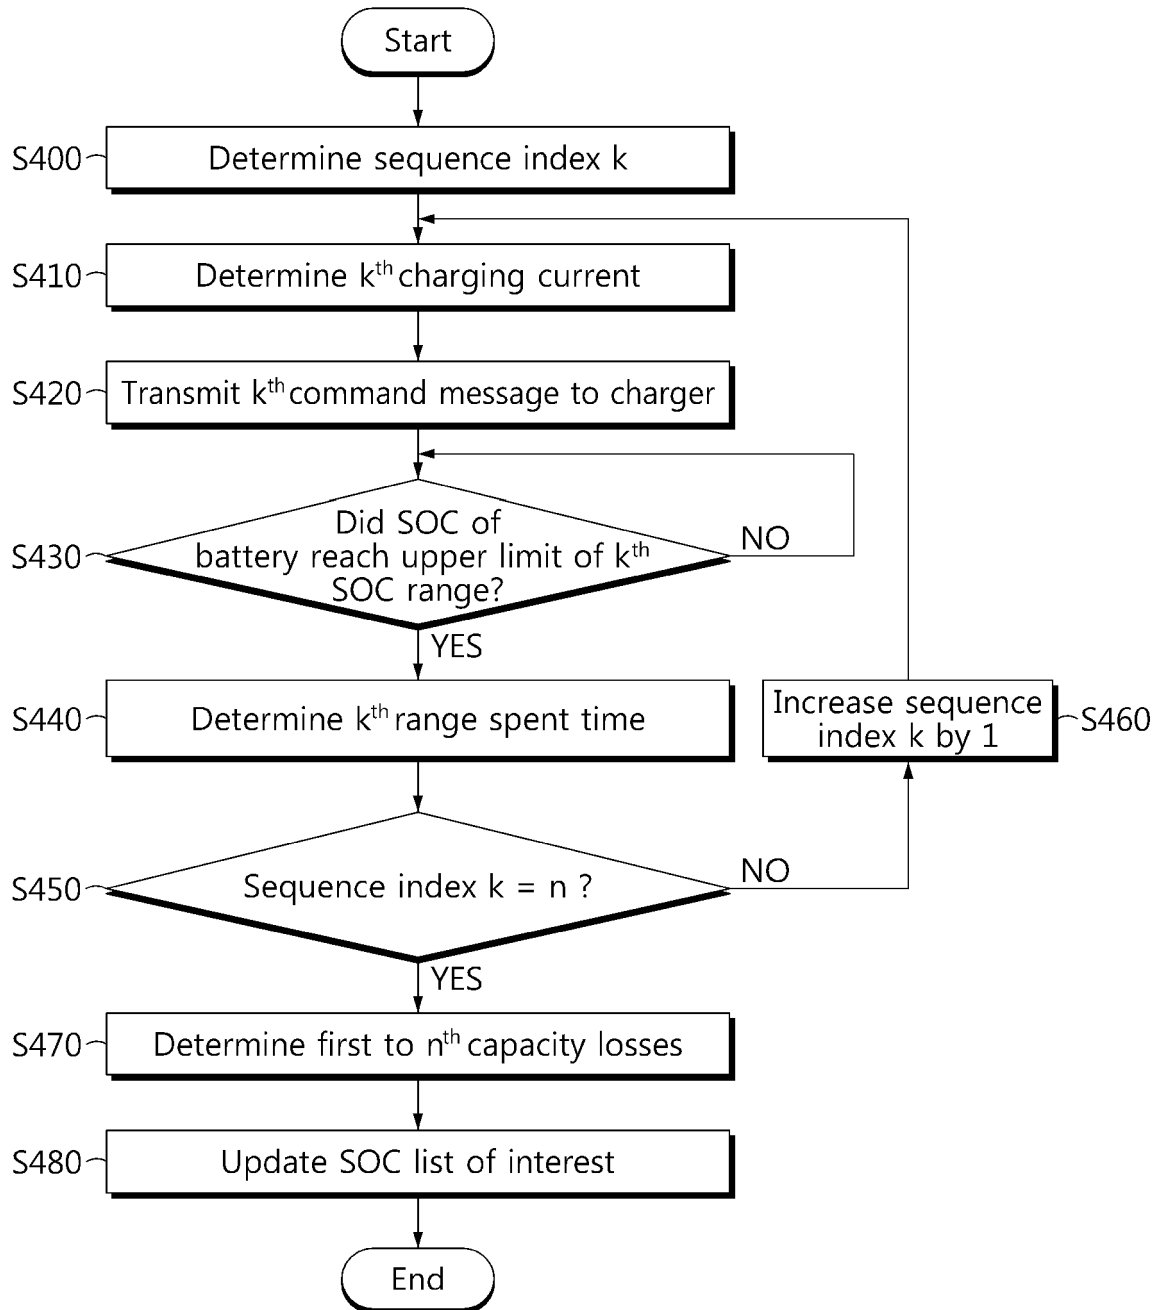 Start
S400
Determine sequence index k
S410
Determine kth charging current
S420
Transmit kth command message to charger
S430
Did SOC of
battery reach upper limit of kth
SOC range?
NO
YES
S440
Determine kth range spent time
Increase sequence
index k by 1
S460
S450
Sequence index k = n ?
NO
YES
S470
Determine first to nth capacity losses
S480
Update SOC list of interest
End